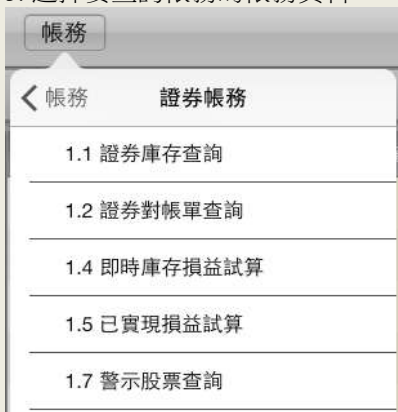 帳務
帳務 證券帳務
1.1 證券庫存查詢
1.2 證券對帳單查詢
1.4 即時庫存損益試算
1.5 已實現損益試算
1.7 警示股票查詢